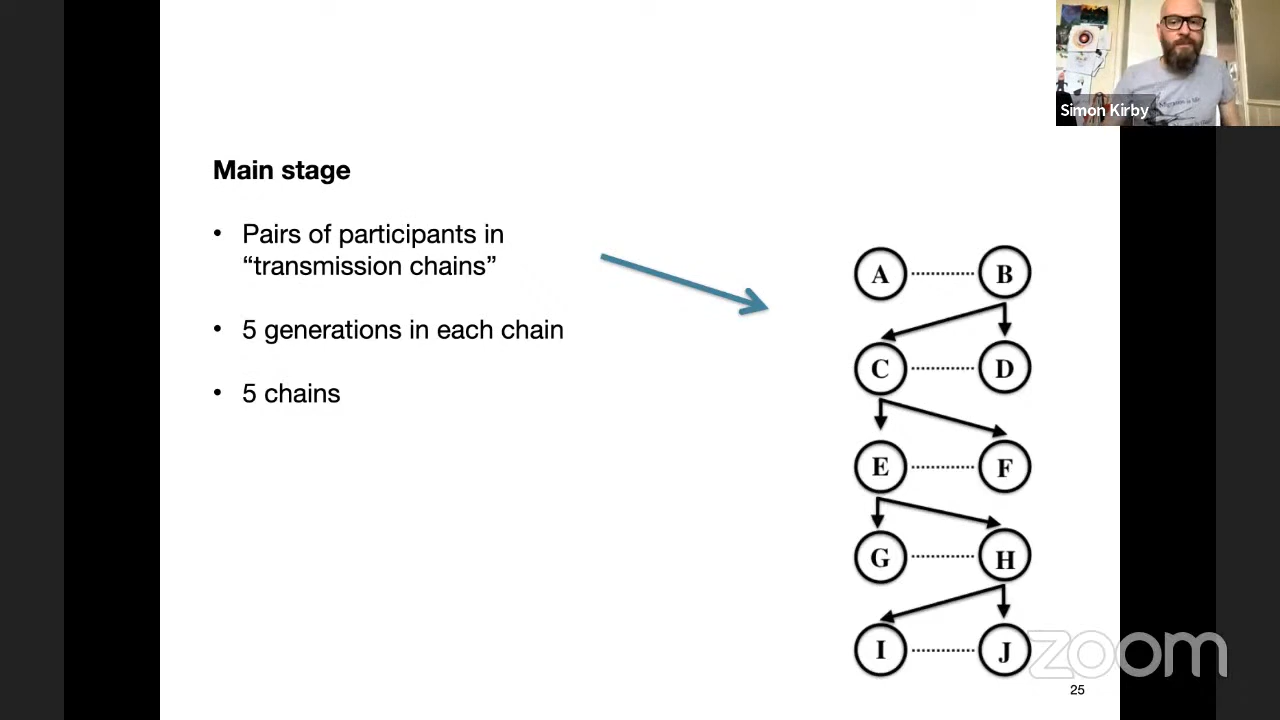 Simon Kirby
Main stage
• Pairs of participants in
“transmission chains”
• 5 generations in each chain
• 5 chains
A B
C D
E F
G H
I J
zoom
25